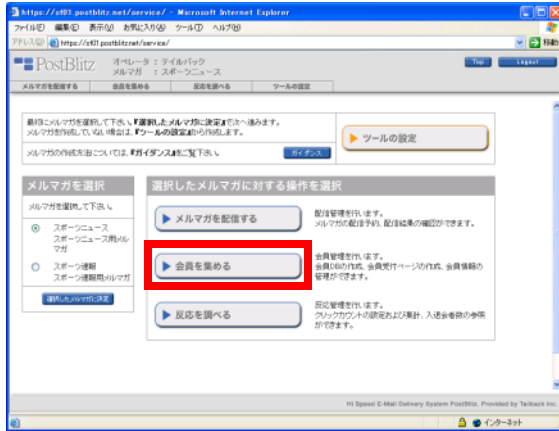 https://st01.postblitz.net/service/ - Microsoft Internet Explorer
ファイル(F) 編集(E) 表示(V) お気に入り(A) ツール(T) ヘルプ(H)
アドレス(D) https://st01.postblitz.net/service/ 移動
PostBlitz オペレータ : テイルバック Top Logout
メルマガ : スポーツニュース
メルマガを配信する 会員を集める 反応を調べる ツールの設定
最初にメルマガを選択して下さい。『選択したメルマガに決定』で次へ進みます。
メルマガを作成していない場合は、『ツールの設定』から作成します。
ツールの設定
メルマガの作成方法については、『ガイダンス』をご覧下さい。 ガイダンス
メルマガを選択
メルマガを選択して下さい。
スポーツニュース
スポーツニュース用メル
マガ
スポーツ速報
スポーツ速報用メルマガ
選択したメルマガに決定
選択したメルマガに対する操作を選択
メルマガを配信する
配信管理を行います。
メルマガの配信予約、配信結果の確認ができます。
会員を集める
会員管理を行います。
会員DBの作成、会員受付ページの作成、会員情報の
管理ができます。
反応を調べる
反応管理を行います。
クリックカウントの設定および集計、入退会者数の参照
ができます。
Hi Speed E-Mail Delivery System PostBlitz. Provided by Tailback Inc.
インターネット